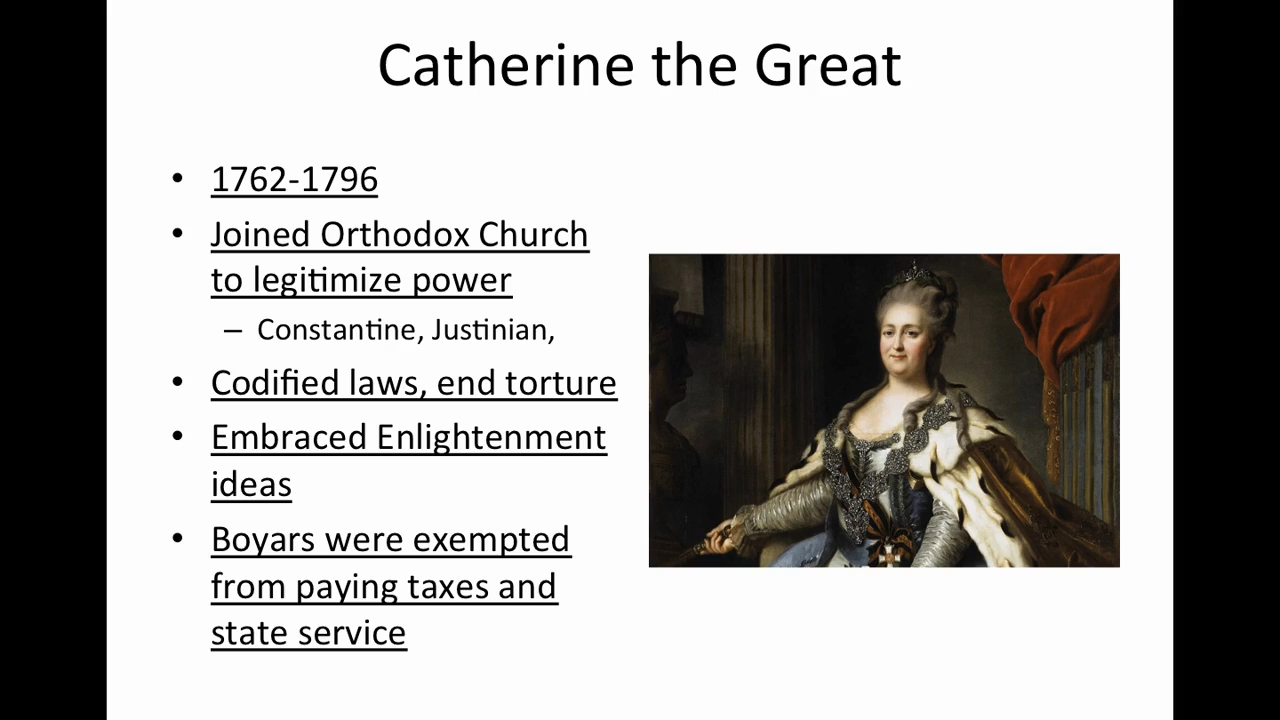 Catherine the Great
• 1762-1796
• Joined Orthodox Church
to legitimize power
– Constantine, Justinian,
• Codified laws, end torture
• Embraced Enlightenment
ideas
• Boyars were exempted
from paying taxes and
state service